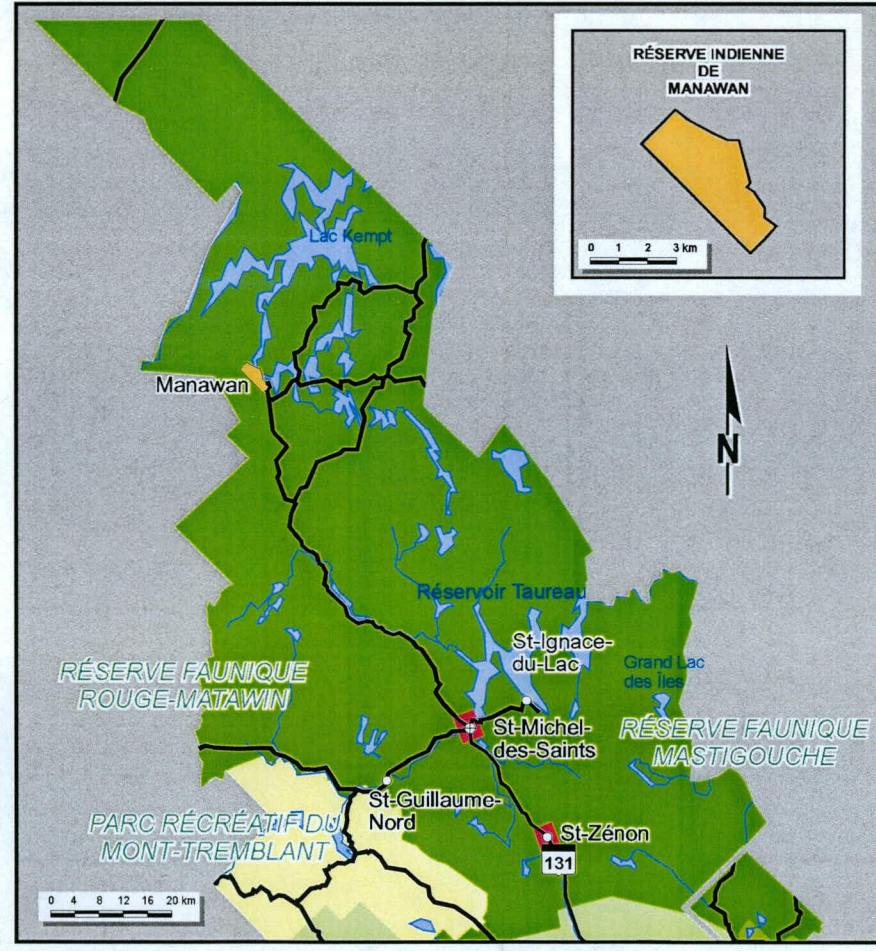 RÉSERVE INDIENNE
DE
MANAWAN
0 1 2 3 km
Lac Kempt
Manawan
N
Réservoir Taureau
St-Ignace-
du-Lac
Grand Lac
des Îles
RÉSERVE FAUNIQUE
ROUGE-MATAWIN
St-Michel-
des-Saints
RÉSERVE FAUNIQUE
MASTIGOUCHE
St-Guillaume-
Nord
PARC RÉCRÉATIF DU
MONT-TREMBLANT
St-Zénon
131
0 4 8 12 16 20 km